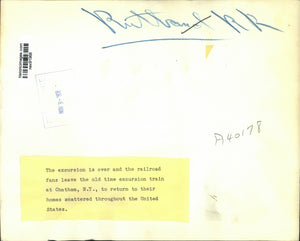 Rutland RR
A40178
The excursion is over and the railroad
fans leave the old time excursion train
at Chatham, N.Y., to return to their
homes scattered throughout the United
States.